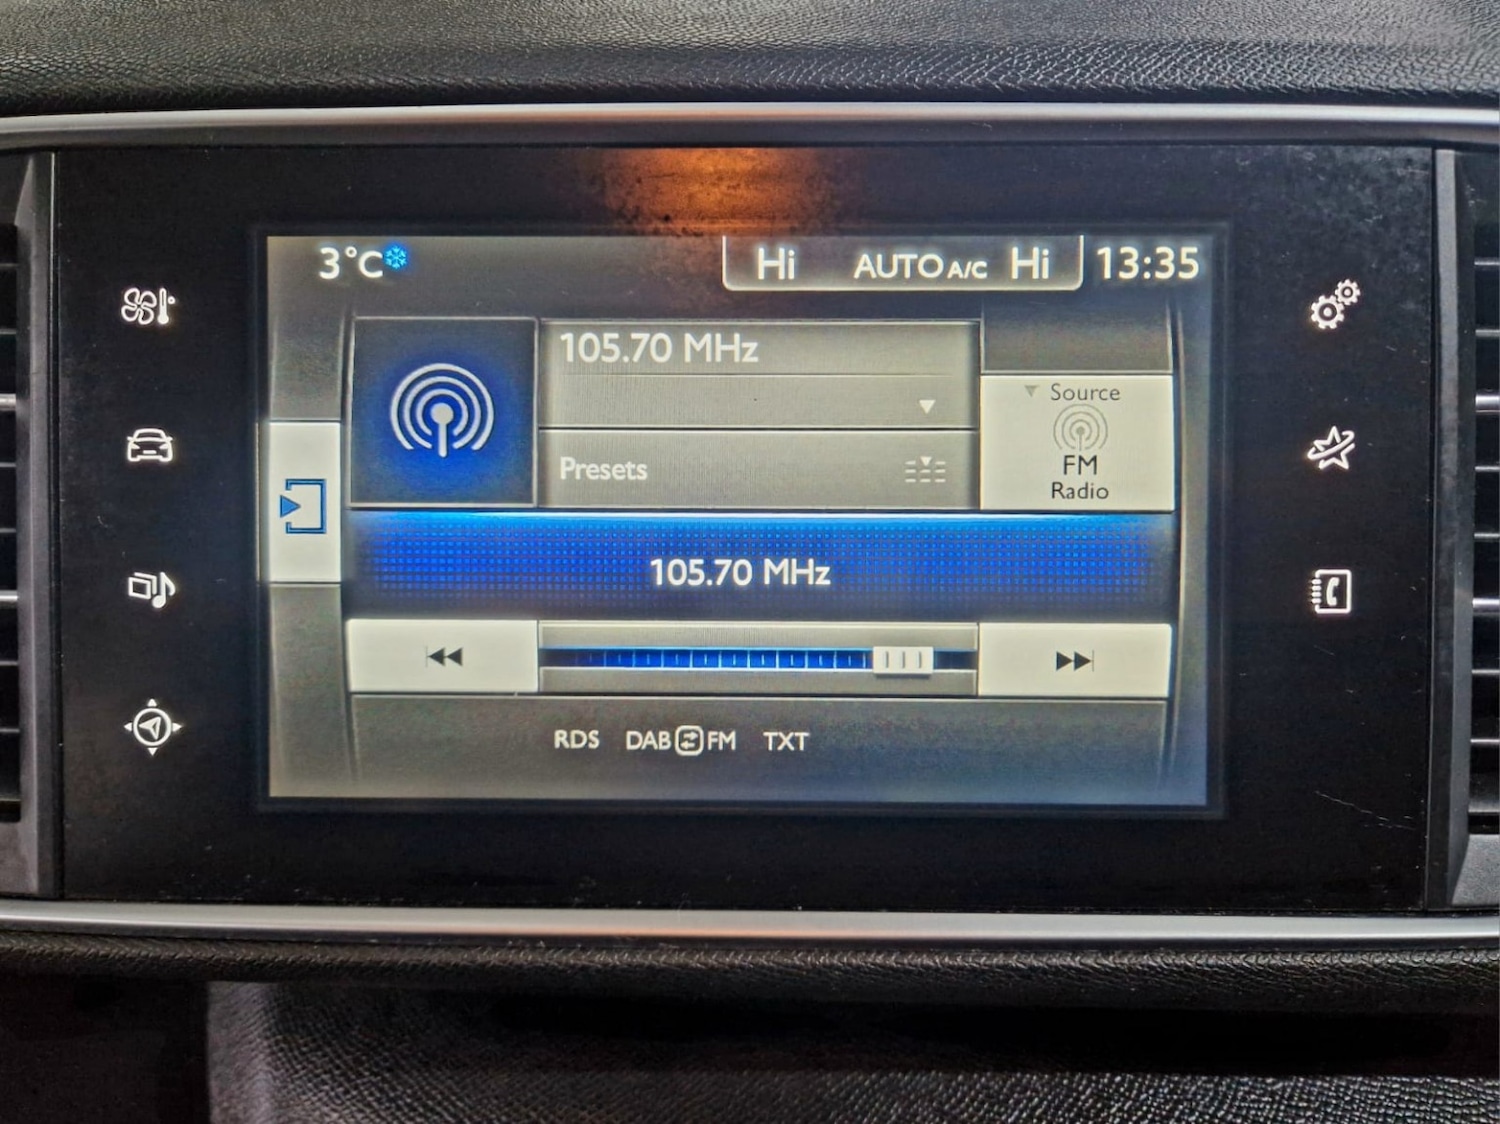 3°C Hi AUTO A/C Hi 13:35
105.70 MHz
Source
Presets
FM
Radio
105.70 MHz
RDS DAB FM TXT